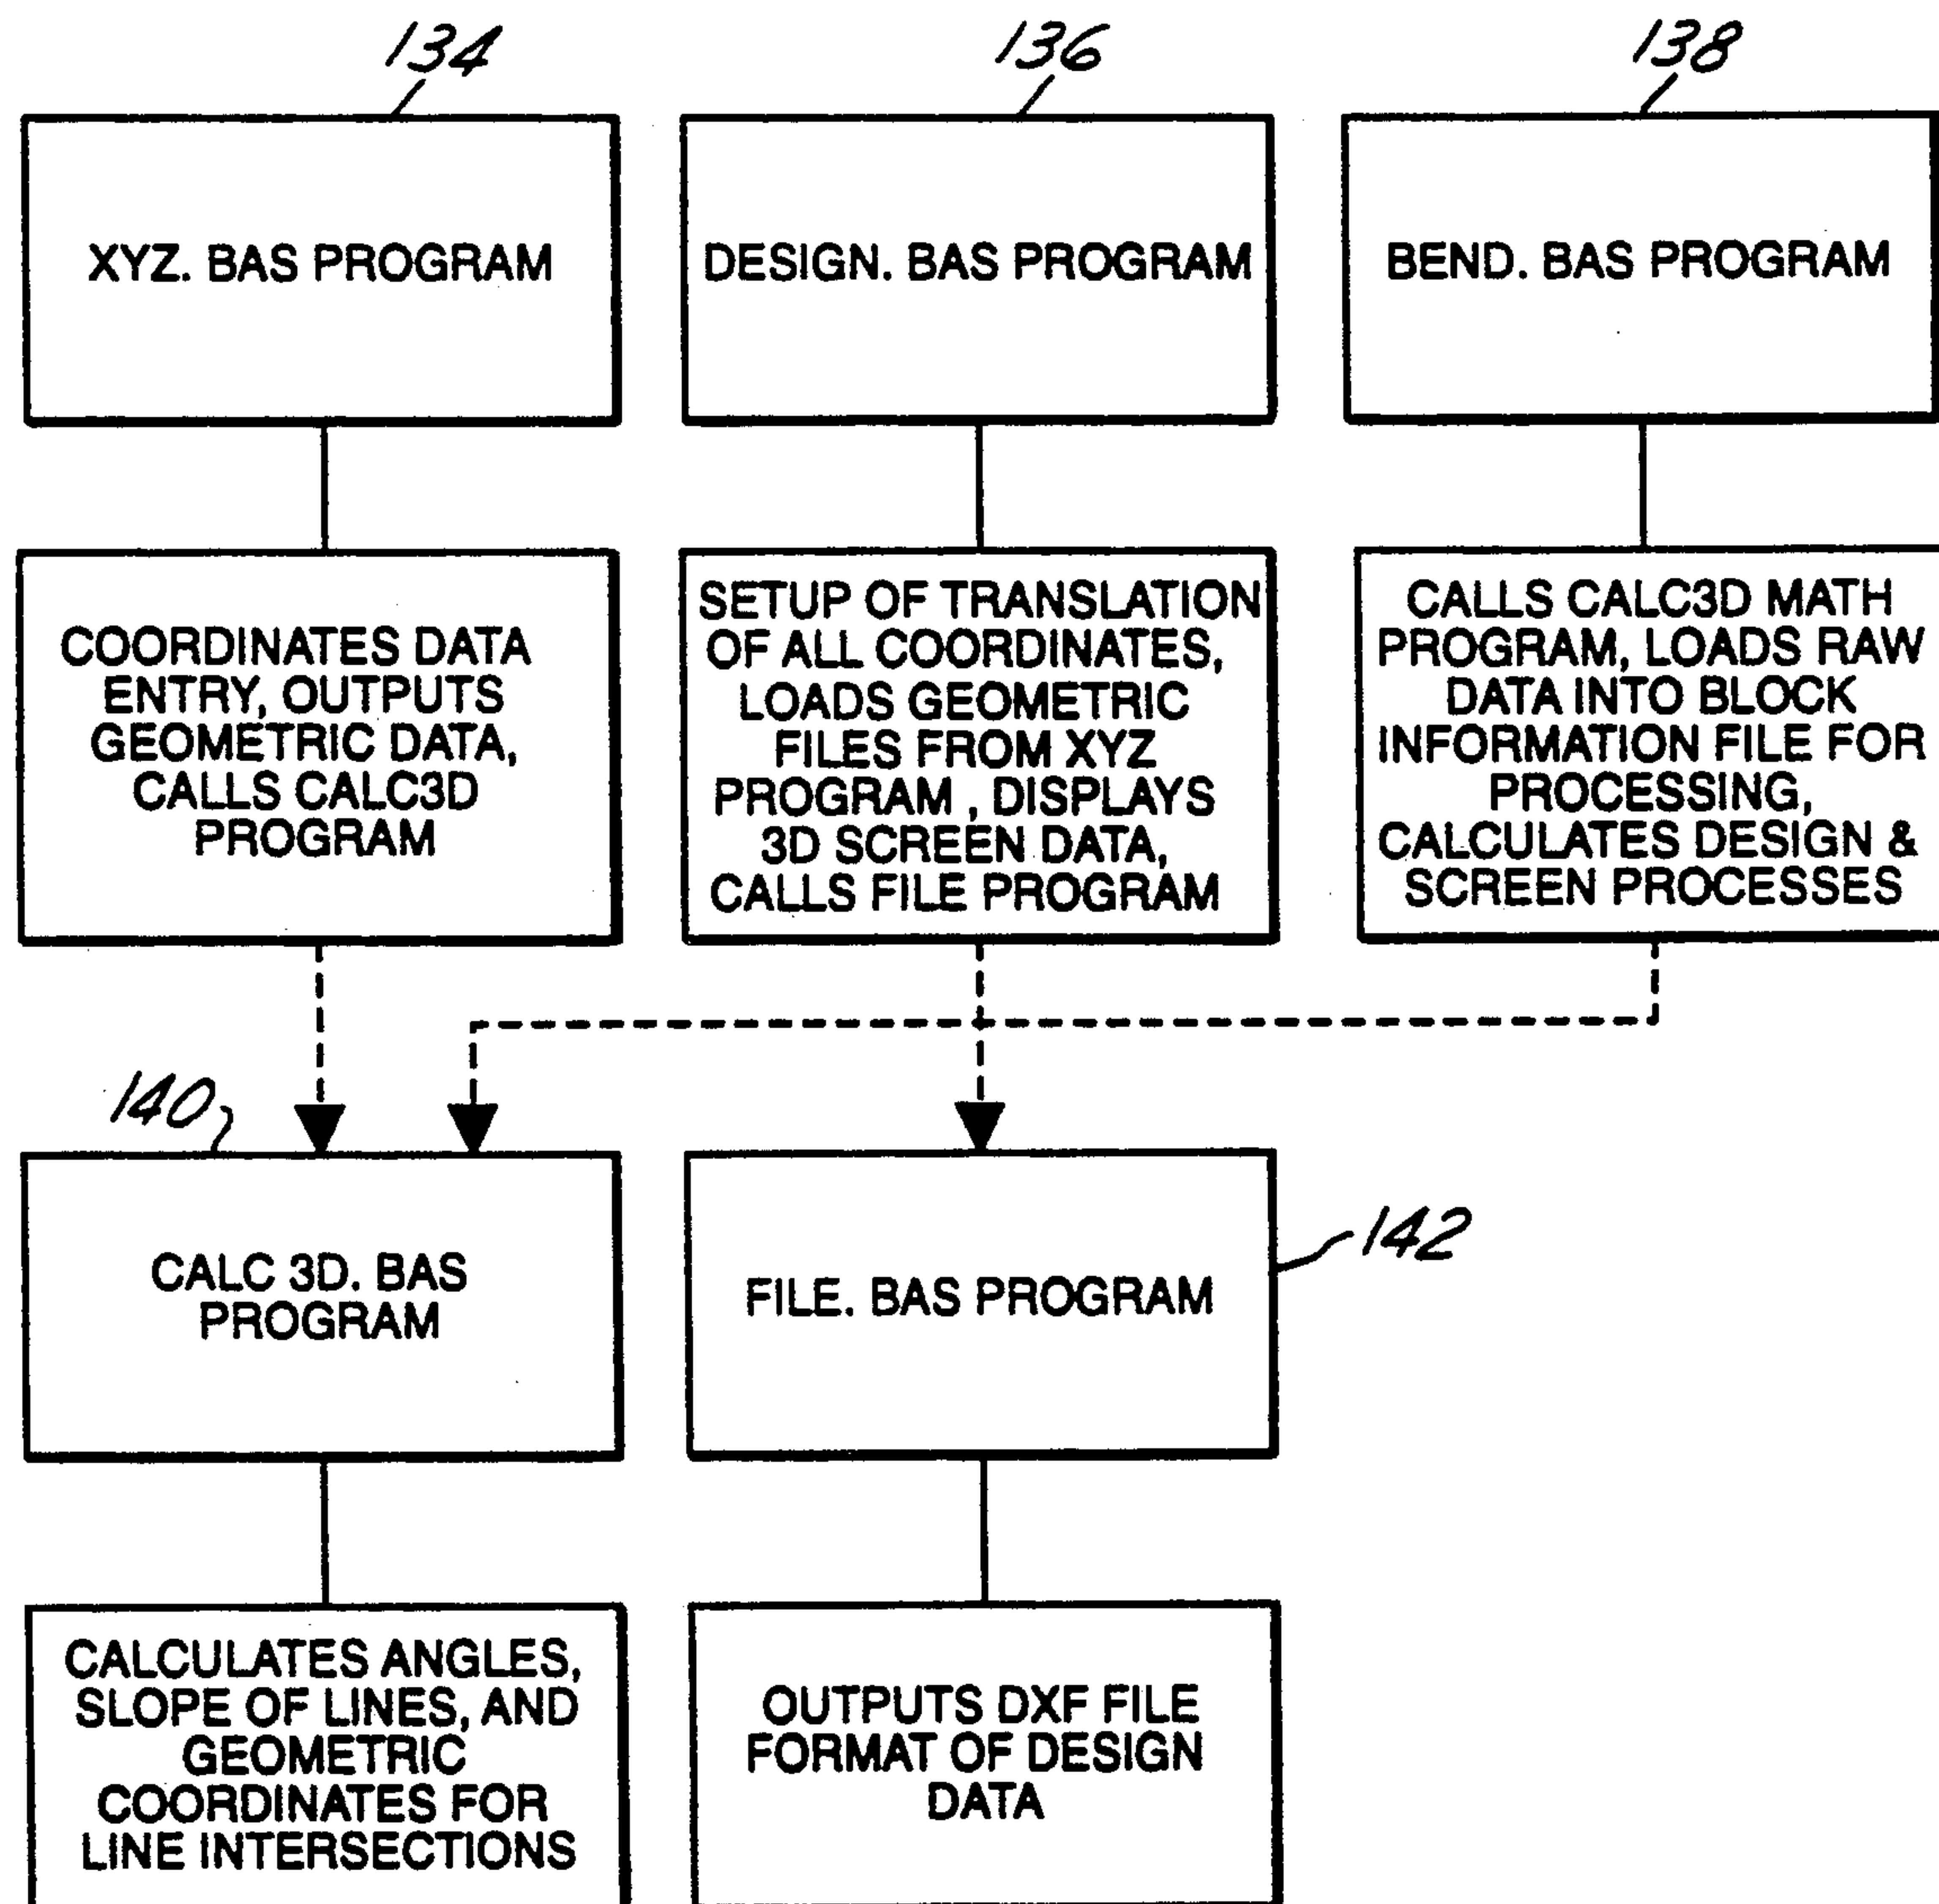 134
136
138
XYZ. BAS PROGRAM
DESIGN. BAS PROGRAM
BEND. BAS PROGRAM
COORDINATES DATA
ENTRY, OUTPUTS
GEOMETRIC DATA,
CALLS CALC3D
PROGRAM
SETUP OF TRANSLATION
OF ALL COORDINATES,
LOADS GEOMETRIC
FILES FROM XYZ
PROGRAM , DISPLAYS
3D SCREEN DATA,
CALLS FILE PROGRAM
CALLS CALC3D MATH
PROGRAM, LOADS RAW
DATA INTO BLOCK
INFORMATION FILE FOR
PROCESSING,
CALCULATES DESIGN &
SCREEN PROCESSES
140
CALC 3D. BAS
PROGRAM
FILE. BAS PROGRAM
142
CALCULATES ANGLES,
SLOPE OF LINES, AND
GEOMETRIC
COORDINATES FOR
LINE INTERSECTIONS
OUTPUTS DXF FILE
FORMAT OF DESIGN
DATA